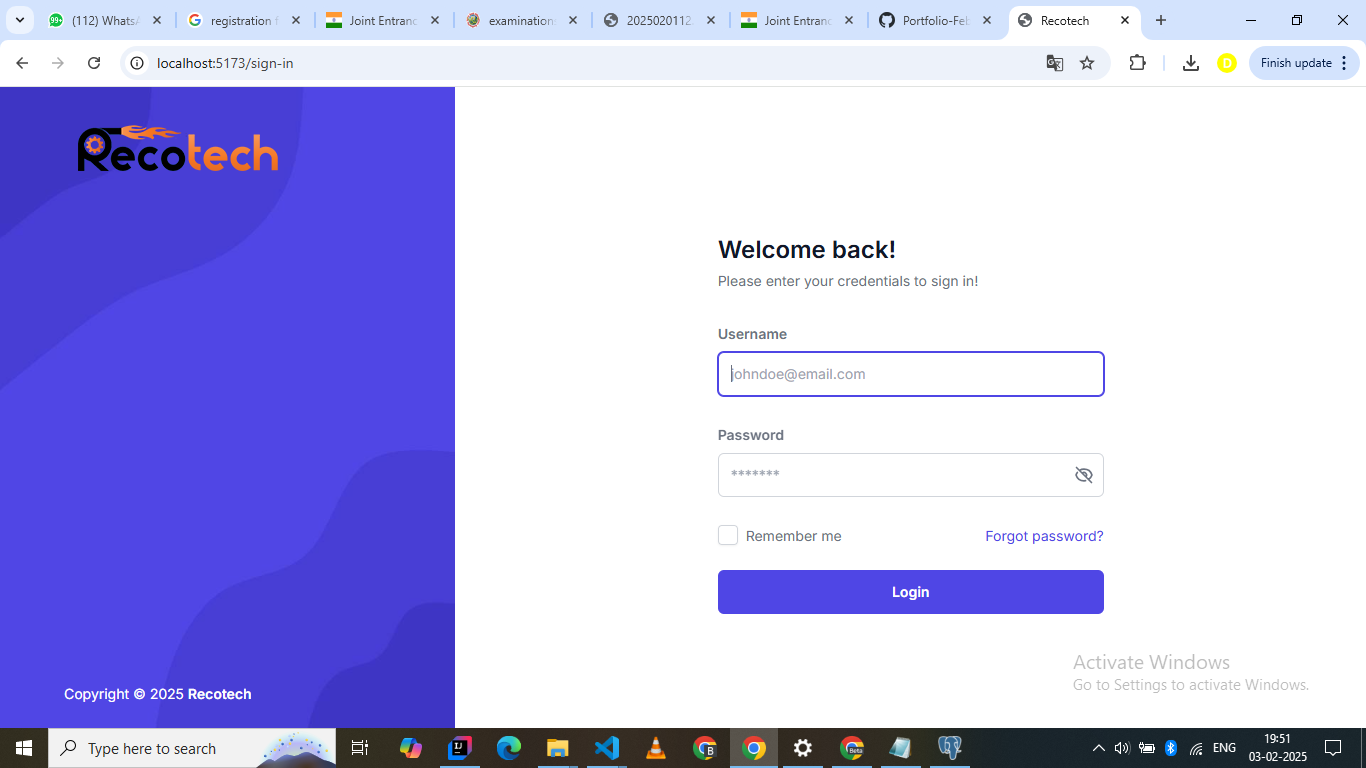 (112) WhatsA
registration f
Joint Entranc
examination
2025020112
Joint Entranc
Portfolio-Feb
Recotech
localhost:5173/sign-in
D
Finish update
Recotech
Welcome back!
Please enter your credentials to sign in!
Username
johndoe@email.com
Password
*******
Remember me
Forgot password?
Login
Activate Windows
Go to Settings to activate Windows.
Copyright © 2025 Recotech
Type here to search
ENG
19:51
03-02-2025